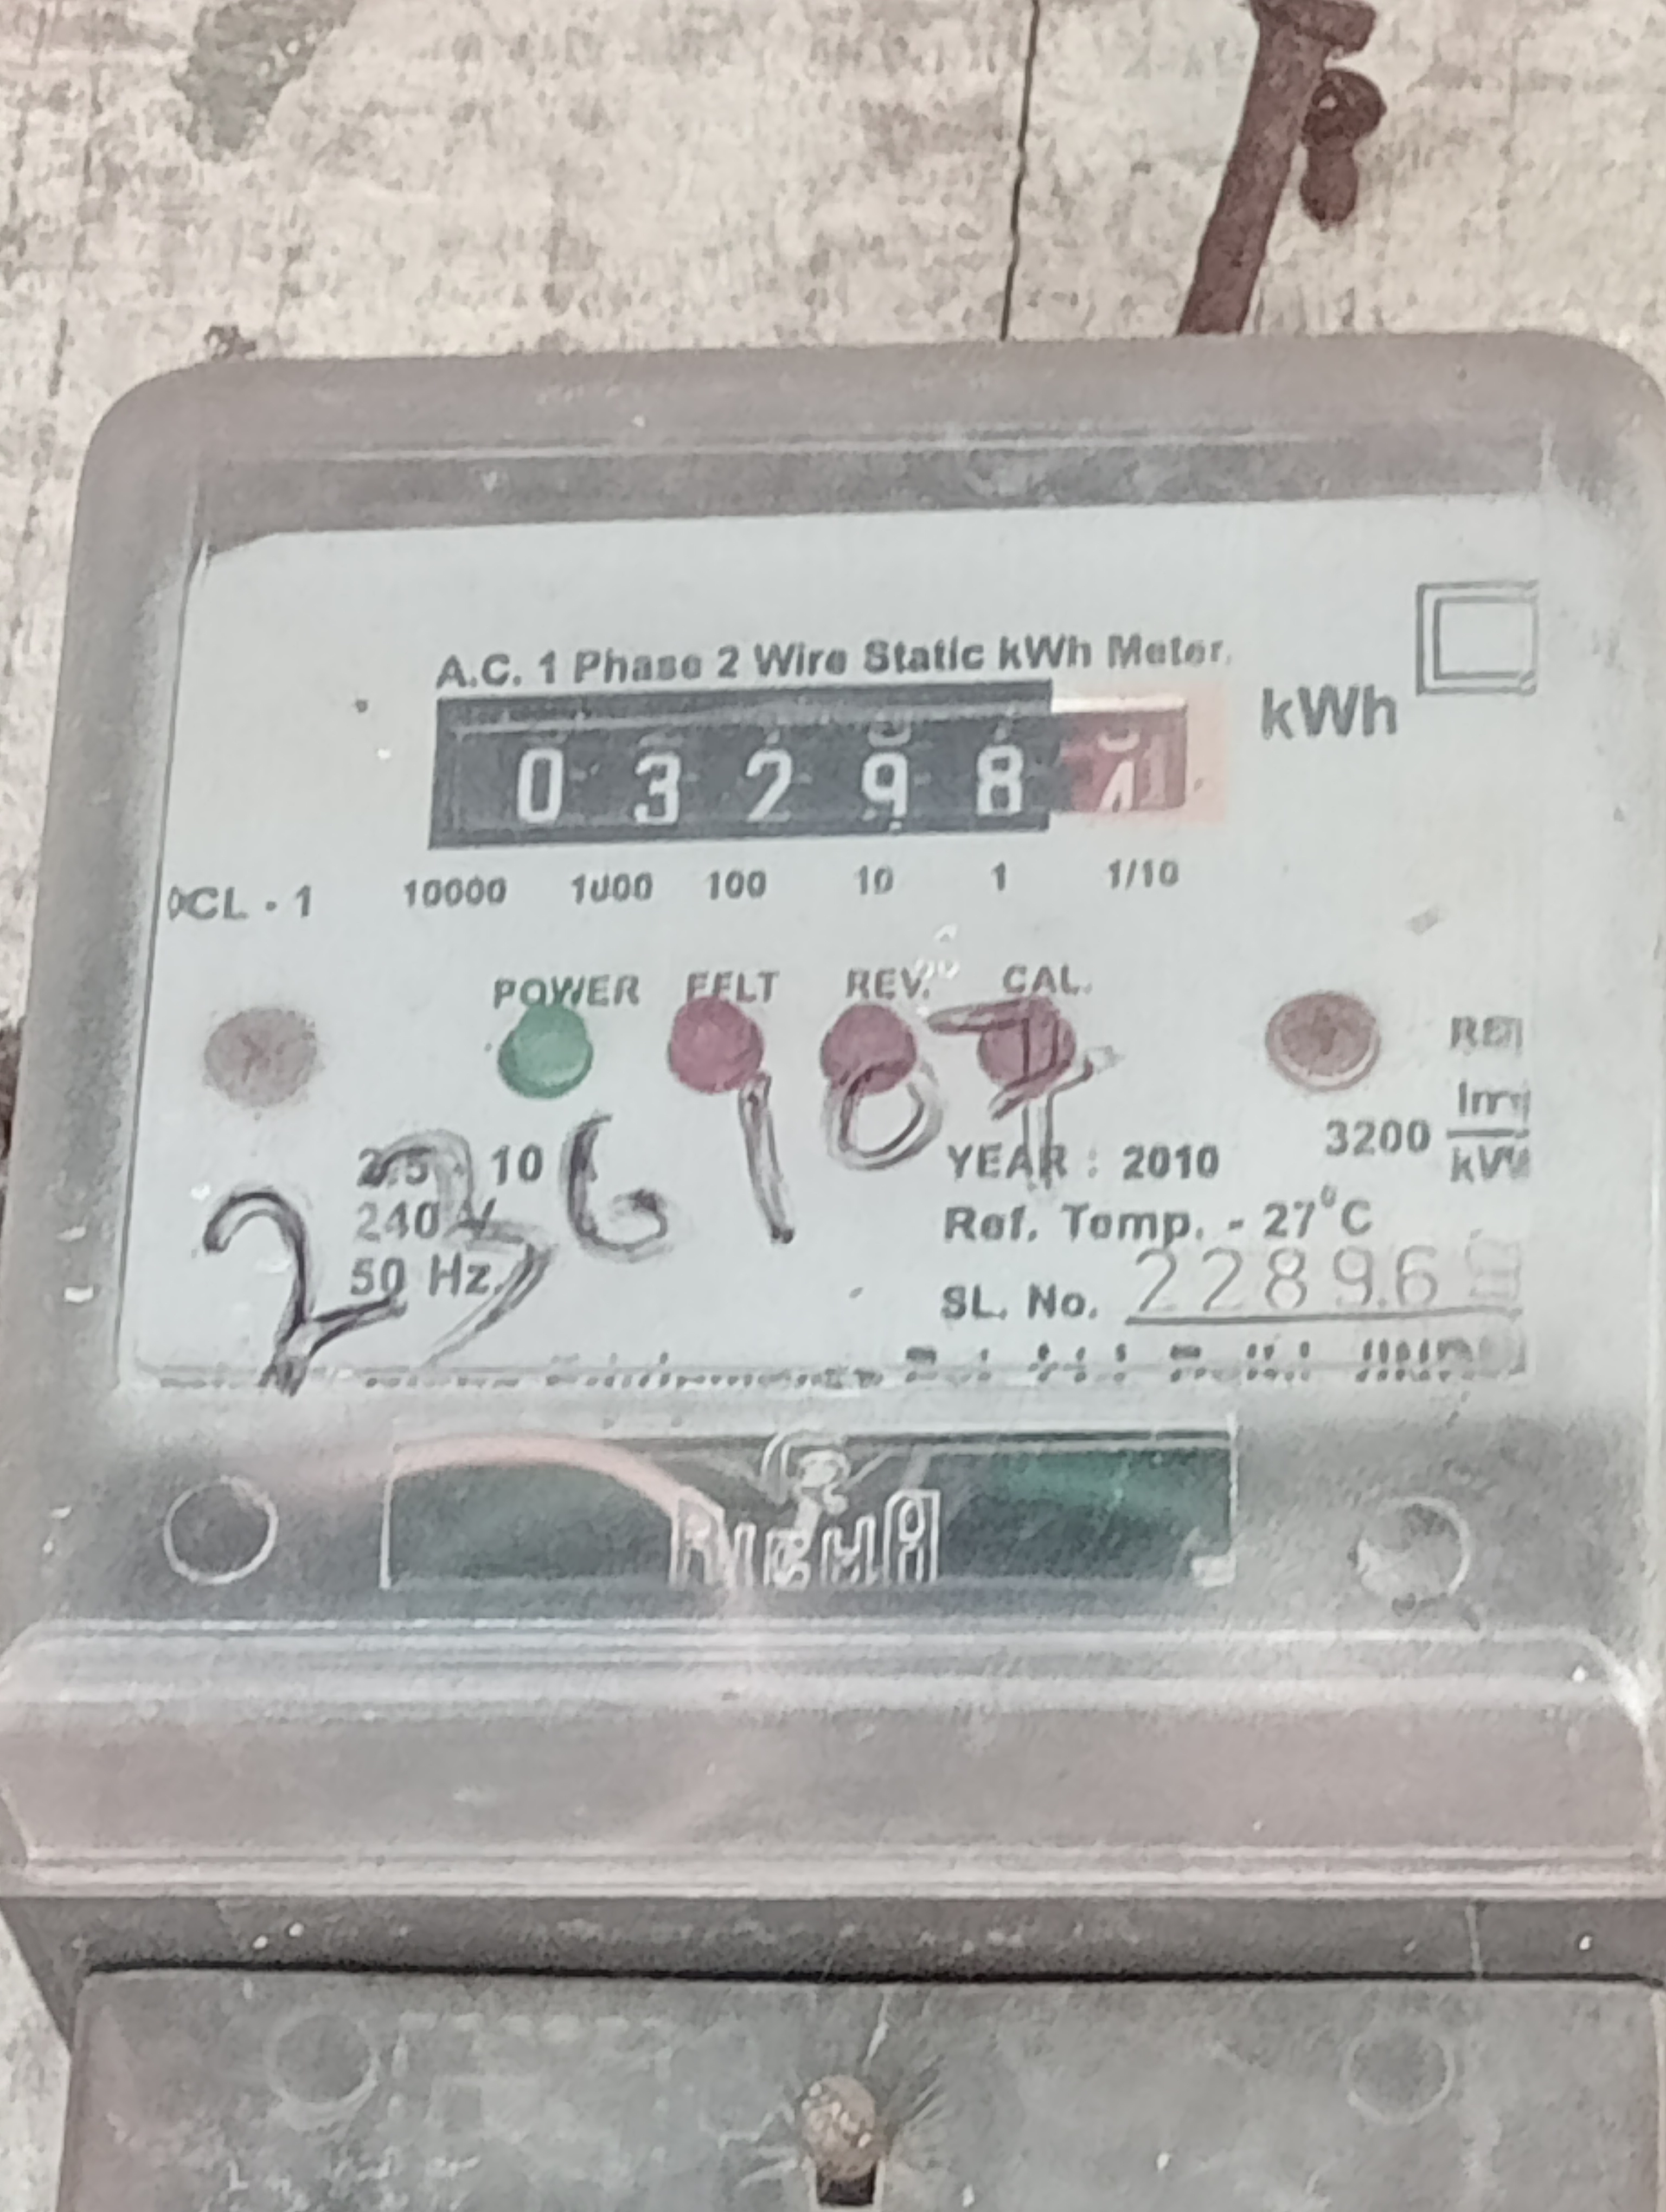 A.C. 1 Phase 2 Wire Static kWh Meter
0 3 2 9 8
kWh
CL - 1
10000 1000 100 10 1 1/10
POWER EELT REV. CAL.
10
3200
240 V
50 Hz.
YEAR : 2010
Ref. Temp. - 27°C
SL. No. 22896